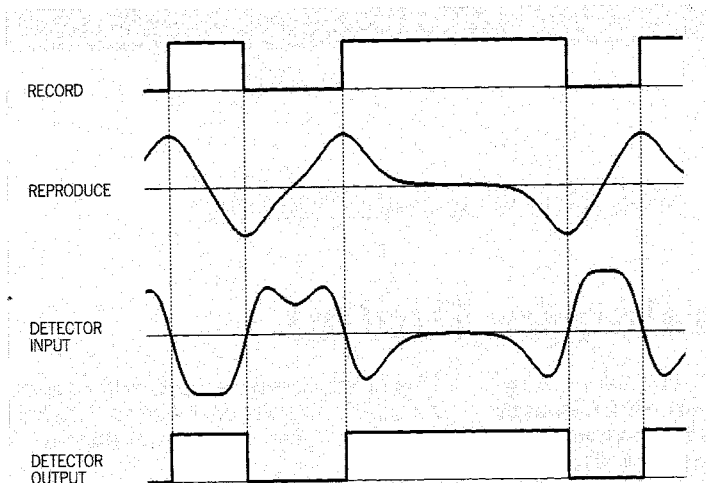 RECORD
REPRODUCE
DETECTOR
INPUT
DETECTOR
OUTPUT